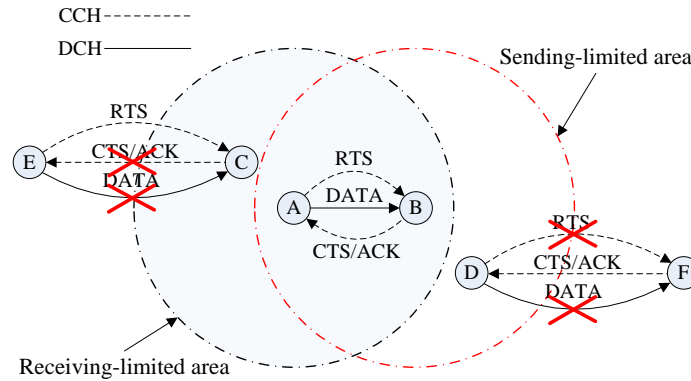 CCH
DCH
Sending-limited area
RTS
E
CTS/ACK
C
DATA
RTS
A
DATA
B
CTS/ACK
RTS
D
CTS/ACK
F
DATA
Receiving-limited area